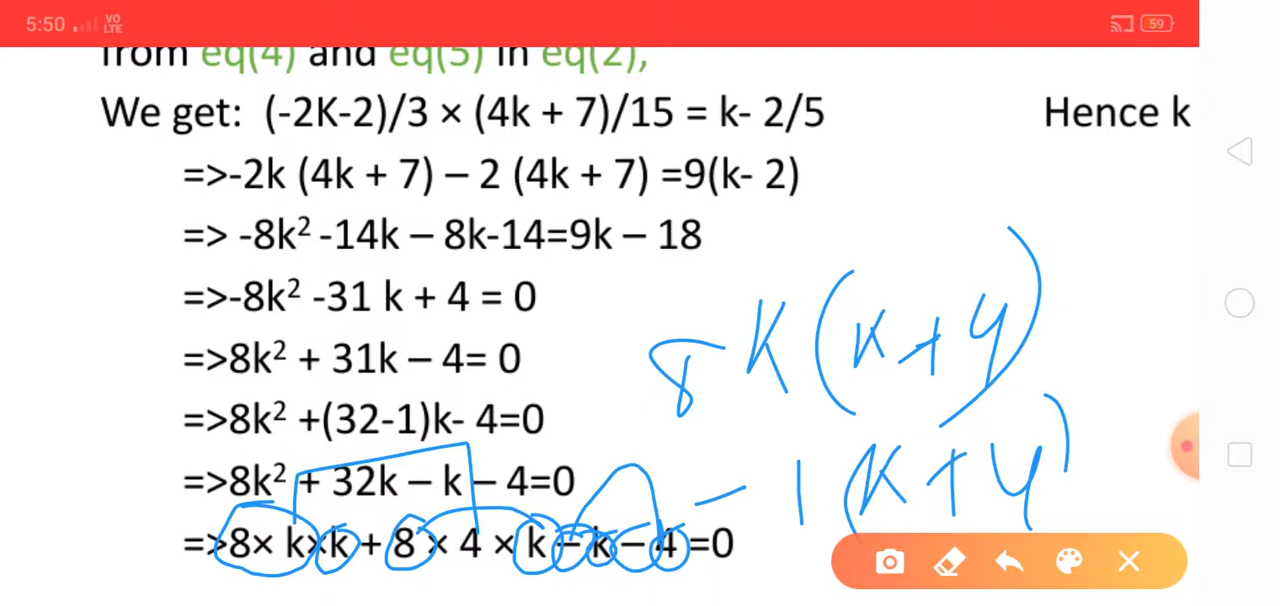 5:50 VO LTE 59
from eq(4) and eq(5) in eq(2),
We get: (-2K-2)/3 × (4k + 7)/15 = k- 2/5 Hence k
=>-2k (4k + 7) – 2 (4k + 7) =9(k- 2)
=> -8k² -14k – 8k-14=9k – 18
=>-8k² -31 k + 4 = 0
=>8k² + 31k – 4= 0
8K(K+4)
=>8k² +(32-1)k- 4=0
=>8k² + 32k – k – 4=0
-1(K+4)
=>8× k×k + 8 × 4 × k – k – 4 =0